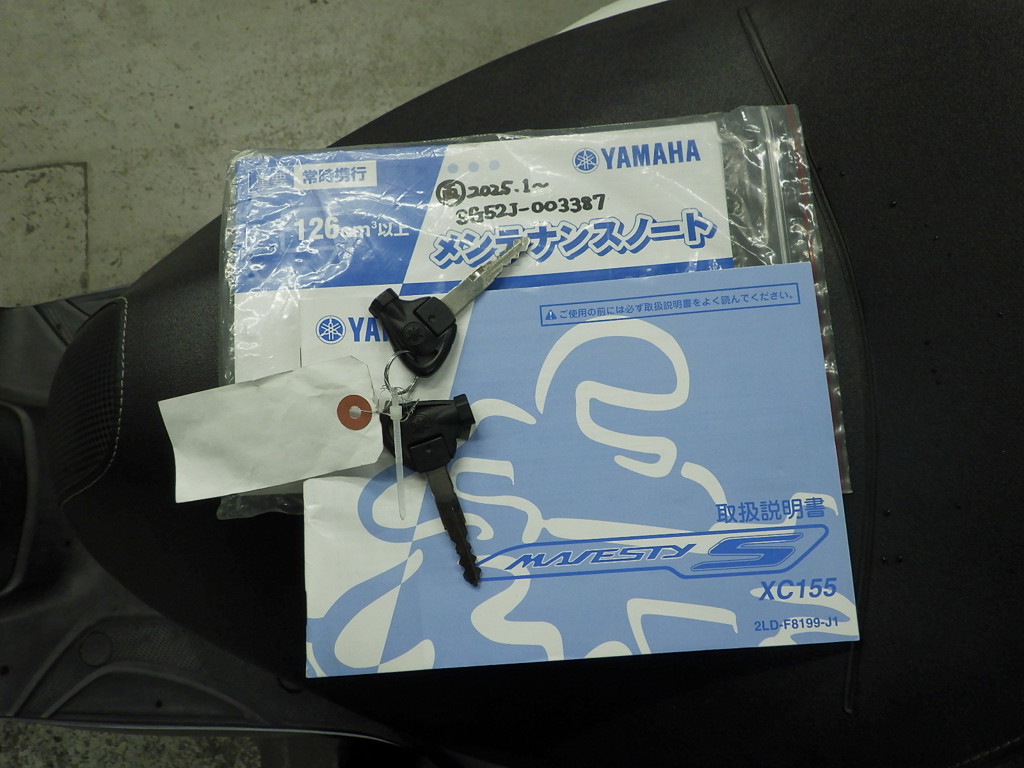 常時携行
YAMAHA
2025.1~
SG52J-003387
126cm³以上
メンテナンスノート
ご使用の前には必ず取扱説明書をよく読んでください。
YA
取扱説明書
MAJESTY S
XC155
2LD-F8199-J1